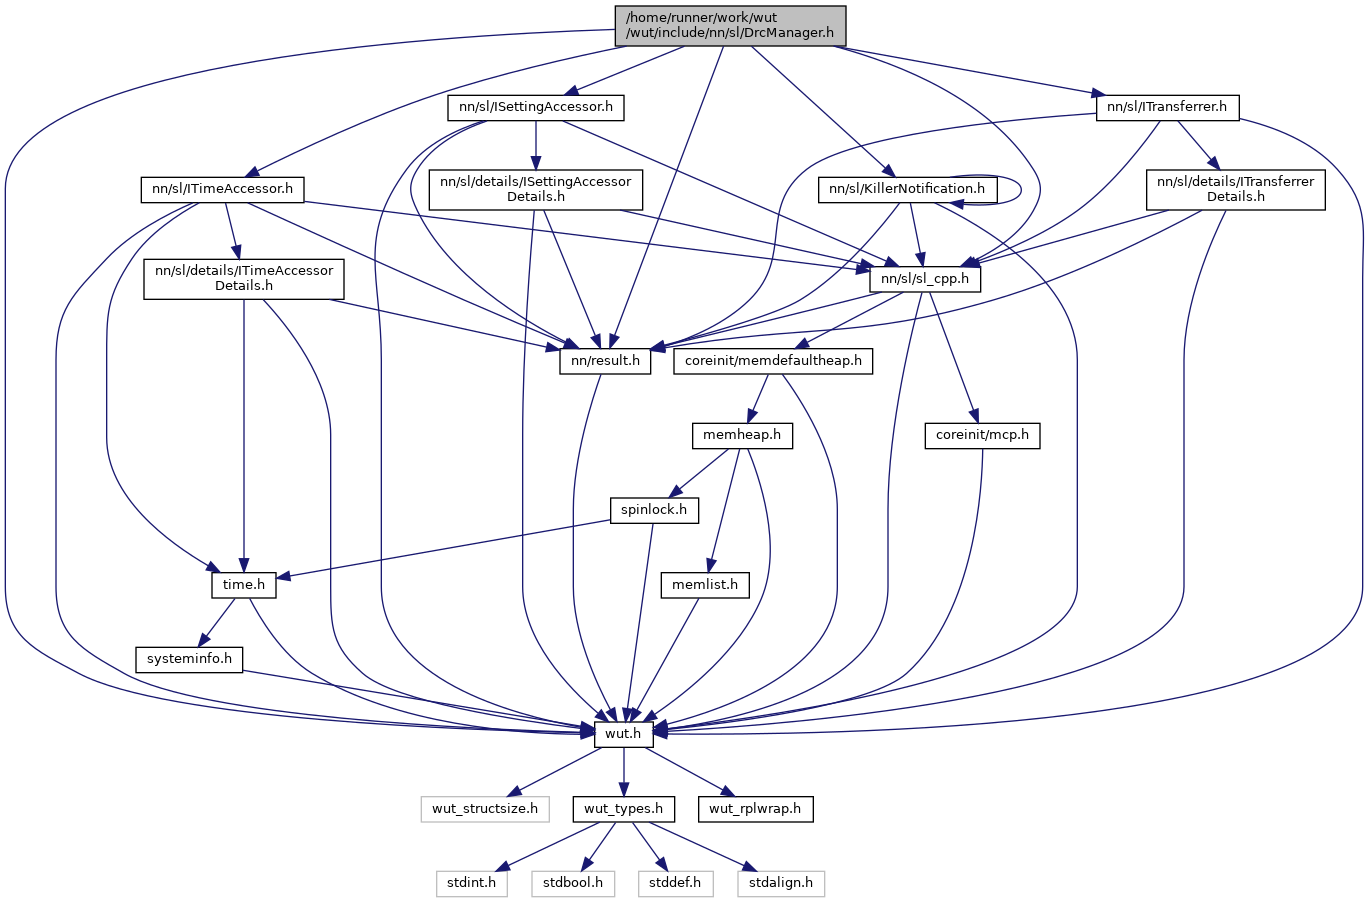 /home/runner/work/wut
/wut/include/nn/sl/DrcManager.h
nn/sl/ISettingAccessor.h
nn/sl/ITransferrer.h
nn/sl/ITimeAccessor.h
nn/sl/details/ISettingAccessor
Details.h
nn/sl/KillerNotification.h
nn/sl/details/ITransferrer
Details.h
nn/sl/details/ITimeAccessor
Details.h
nn/sl/sl_cpp.h
nn/result.h
coreinit/memdefaultheap.h
memheap.h
coreinit/mcp.h
spinlock.h
time.h
memlist.h
systeminfo.h
wut.h
wut_structsize.h
wut_types.h
wut_rplwrap.h
stdint.h
stdbool.h
stddef.h
stdalign.h